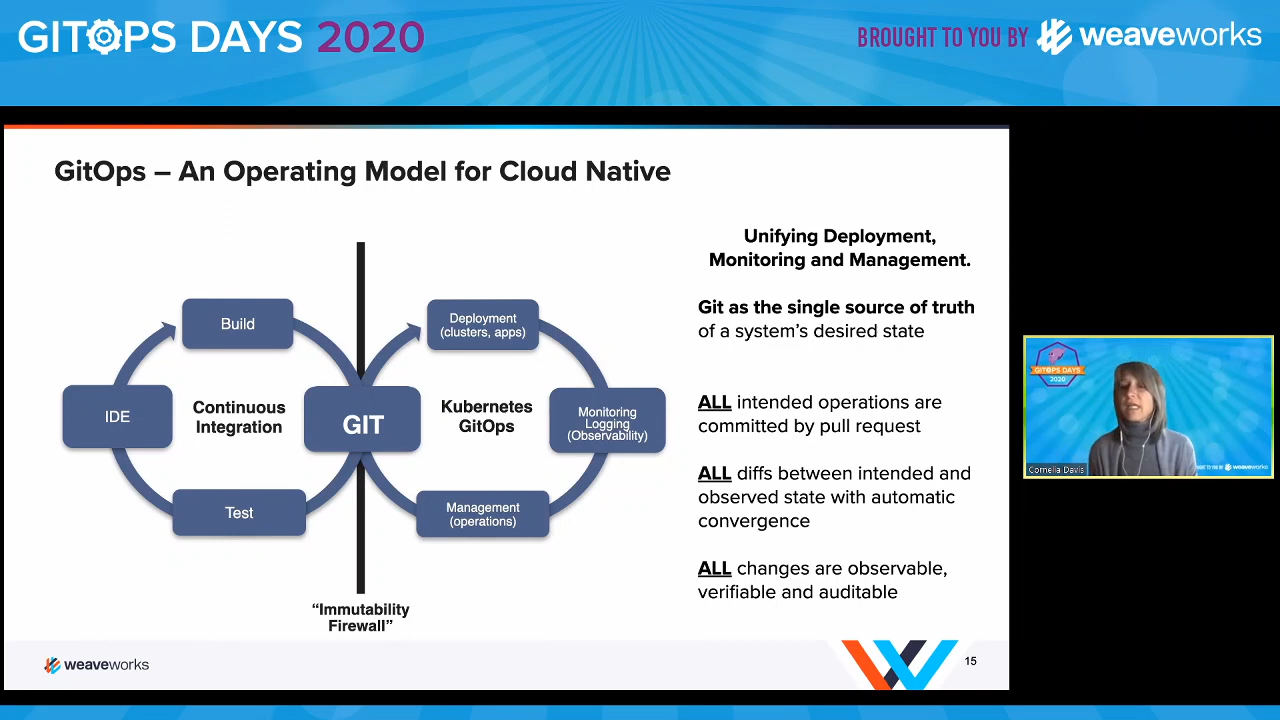 GITOPS DAYS 2020
BROUGHT TO YOU BY weaveworks
GitOps – An Operating Model for Cloud Native
Build
IDE
Continuous
Integration
Test
GIT
Deployment
(clusters, apps)
Kubernetes
GitOps
Monitoring
Logging
(Observability)
Management
(operations)
“Immutability
Firewall”
Unifying Deployment,
Monitoring and Management.
Git as the single source of truth
of a system’s desired state
ALL intended operations are
committed by pull request
ALL diffs between intended and
observed state with automatic
convergence
ALL changes are observable,
verifiable and auditable
weaveworks
15
GITOPS DAYS
2020
Cornelia Davis
weaveworks